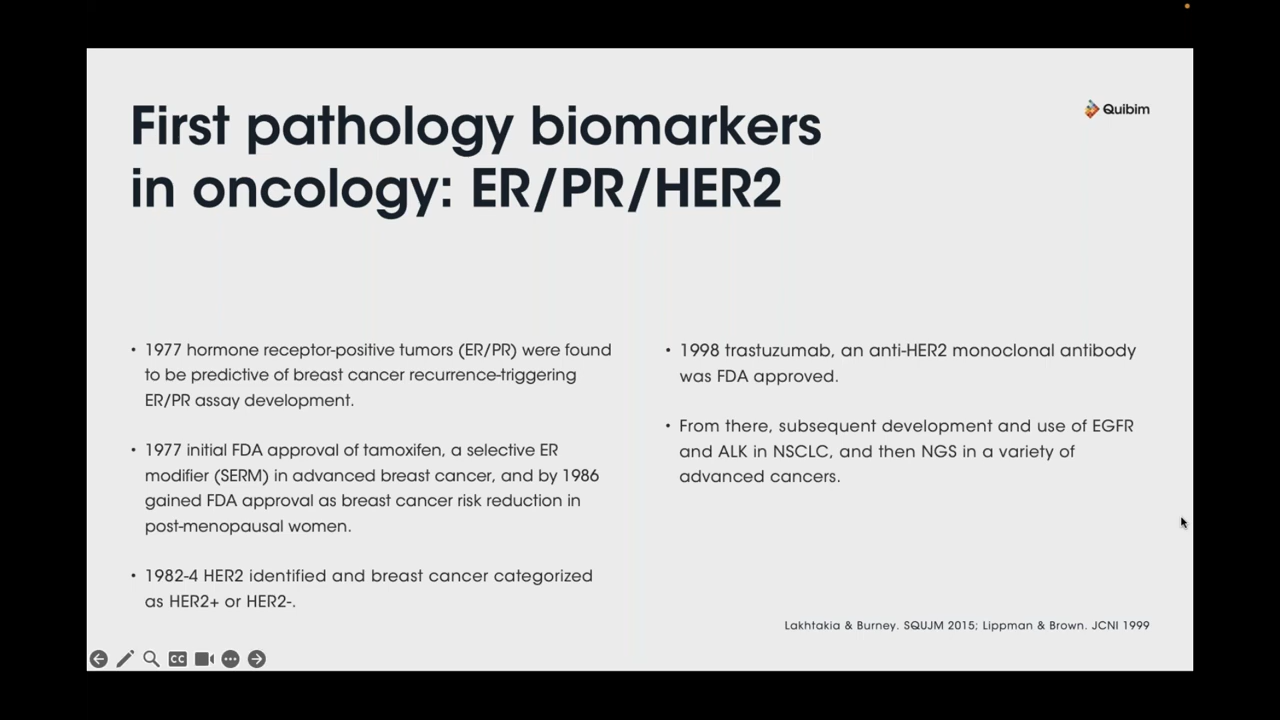 First pathology biomarkers
in oncology: ER/PR/HER2
Quibim
• 1977 hormone receptor-positive tumors (ER/PR) were found
to be predictive of breast cancer recurrence-triggering
ER/PR assay development.
• 1977 initial FDA approval of tamoxifen, a selective ER
modifier (SERM) in advanced breast cancer, and by 1986
gained FDA approval as breast cancer risk reduction in
post-menopausal women.
• 1982-4 HER2 identified and breast cancer categorized
as HER2+ or HER2-.
• 1998 trastuzumab, an anti-HER2 monoclonal antibody
was FDA approved.
• From there, subsequent development and use of EGFR
and ALK in NSCLC, and then NGS in a variety of
advanced cancers.
Lakhtakia & Burney. SQUJM 2015; Lippman & Brown. JCNI 1999
CC